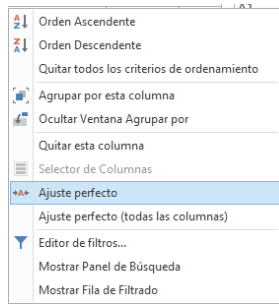 Orden Ascendente
Orden Descendente
Quitar todos los criterios de ordenamiento
Agrupar por esta columna
Ocultar Ventana Agrupar por
Quitar esta columna
Selector de Columnas
Ajuste perfecto
Ajuste perfecto (todas las columnas)
Editor de filtros...
Mostrar Panel de Búsqueda
Mostrar Fila de Filtrado